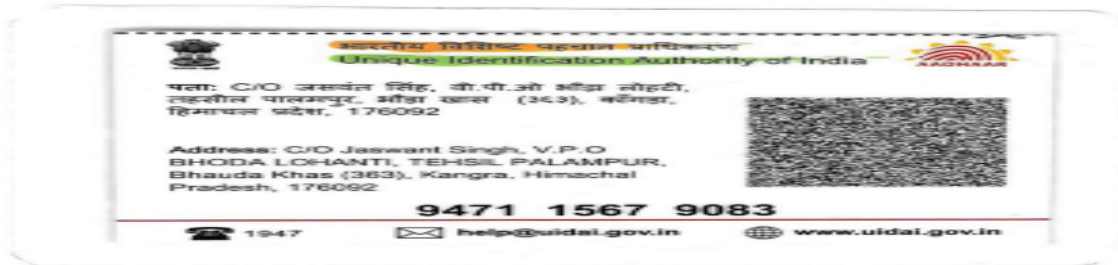 भारतीय विशिष्ट पहचान प्राधिकरण
Unique Identification Authority of India
AADHAAR
पता: C/O जसवंत सिंह, वी.पी.ओ भौडा लोहटी,
तहसील पालमपुर, भौडा खास (363), काँगड़ा,
हिमाचल प्रदेश, 176092
Address: C/O Jaswant Singh, V.P.O
BHODA LOHANTI, TEHSIL PALAMPUR,
Bhauda Khas (363), Kangra, Himachal
Pradesh, 176092
9471 1567 9083
1947 help@uidai.gov.in www.uidai.gov.in